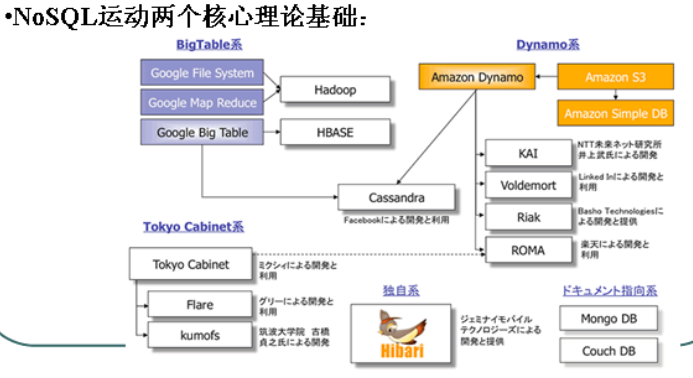 •NoSQL运动两个核心理论基础：
BigTable系
Dynamo系
Google File System
Google Map Reduce
Google Big Table
Hadoop
HBASE
Amazon Dynamo
Amazon S3
Amazon Simple DB
KAI
NTT未来ネット研究所
井上武氏による開発
Voldemort
Linked Inによる開発と
利用
Riak
Basho Technologiesに
よる開発と提供
ROMA
楽天による開発と
利用
Cassandra
Facebookによる開発と利用
Tokyo Cabinet系
Tokyo Cabinet
ミクシィによる開発と
利用
Flare
グリーによる開発と
利用
kumofs
筑波大学院 古橋
貞之氏による開発
独自系
Hibari
ジェミナイモバイル
テクノロジーズによる
開発と提供
ドキュメント指向系
Mongo DB
Couch DB